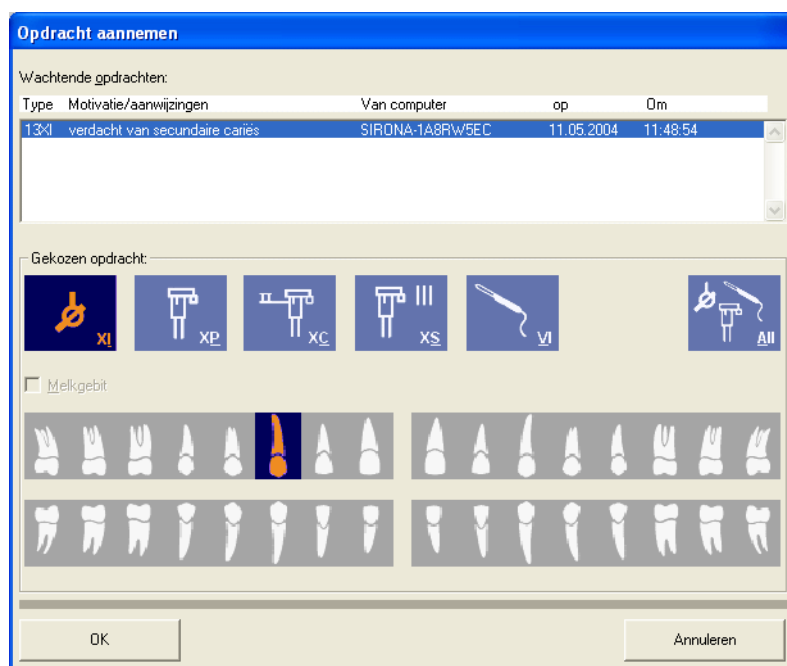 Opdracht aannemen
Wachtende opdrachten:
Type Motivatie/aanwijzingen Van computer op Om
13XI verdacht van secundaire cariës SIRONA-1A8RW5EC 11.05.2004 11:48:54
Gekozen opdracht:
XI XP XC XS VI All
Melkgebit
OK Annuleren